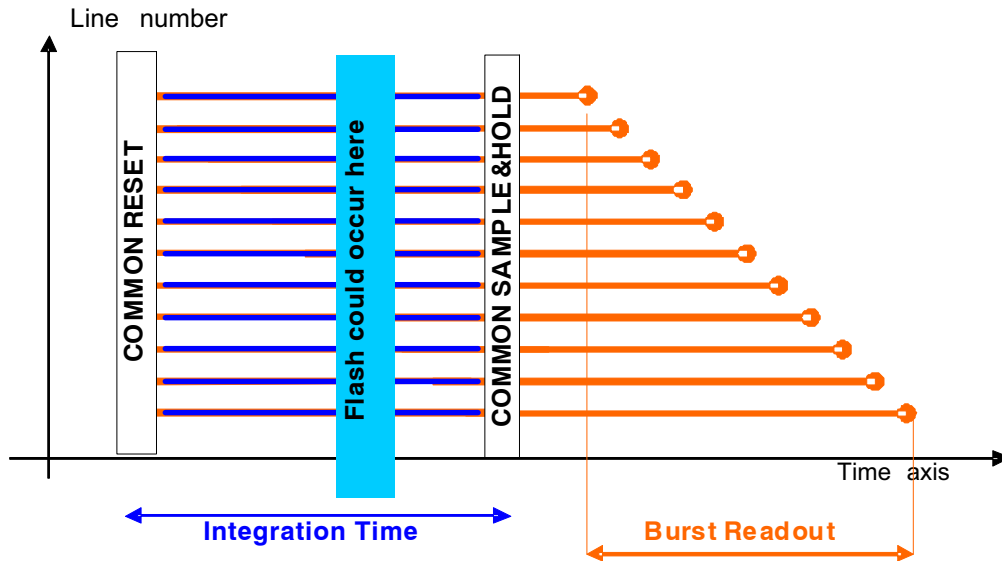 Line number
COMMON RESET
Flash could occur here
COMMON SAMPLE&HOLD
Time axis
Integration Time
Burst Readout